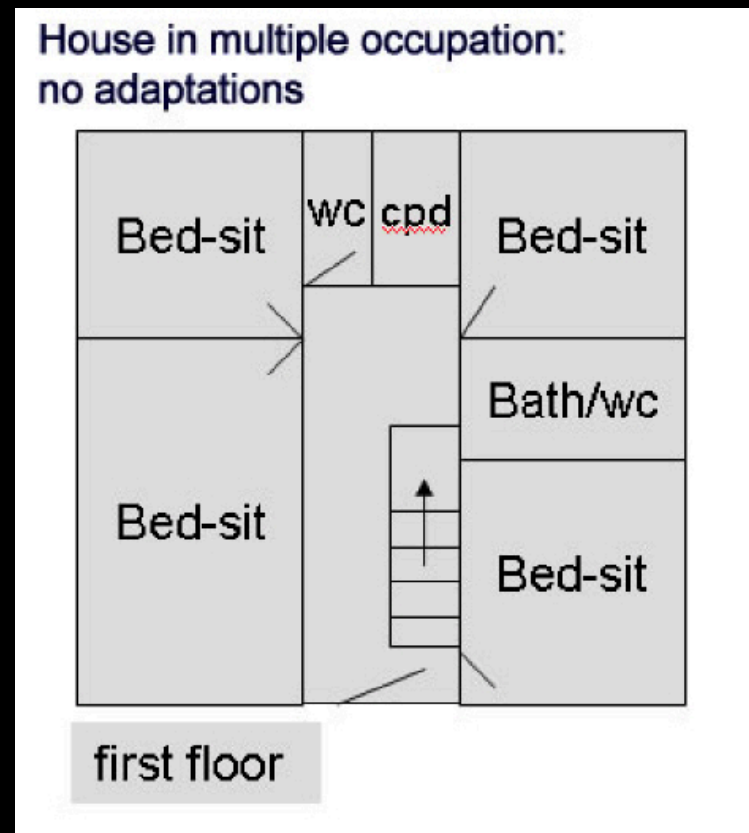 House in multiple occupation:
no adaptations
Bed-sit
wc
cpd
Bed-sit
Bath/wc
Bed-sit
Bed-sit
first floor